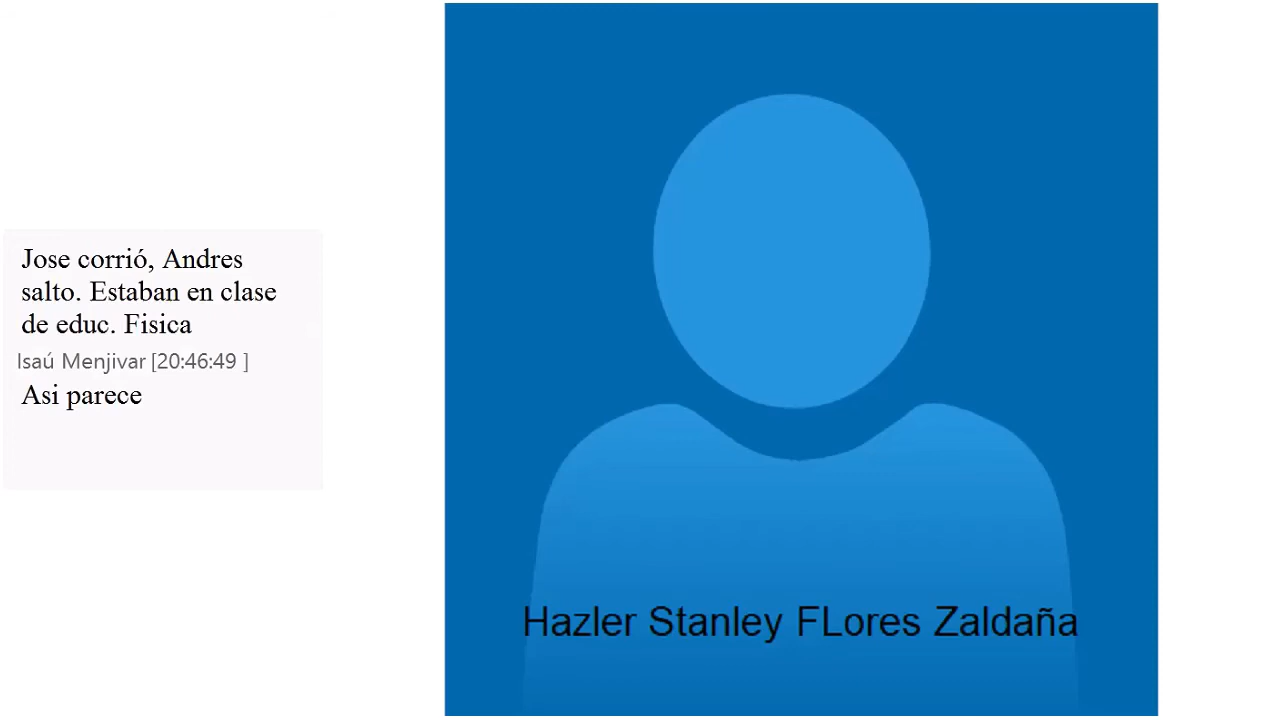 Jose corrió, Andres
salto. Estaban en clase
de educ. Fisica
Isaú Menjivar [20:46:49 ]
Asi parece
Hazler Stanley FLores Zaldaña